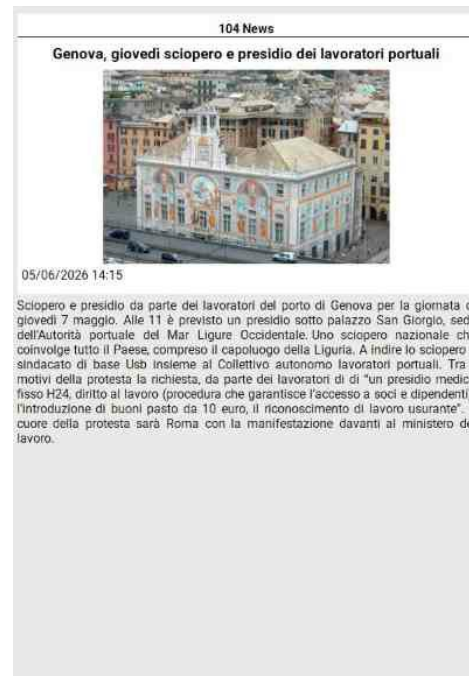 104 News
Genova, giovedì sciopero e presidio dei lavoratori portuali
05/06/2026 14:15
Sciopero e presidio da parte dei lavoratori del porto di Genova per la giornata
giovedì 7 maggio. Alle 11 è previsto un presidio sotto palazzo San Giorgio,
dell'Autorità portuale del Mar Ligure Occidentale. Uno sciopero nazionale
coinvolge tutto il Paese, compreso il capoluogo della Liguria. A indire lo sciopero
sindacato di base Usb insieme al Collettivo autonomo lavoratori portuali. Tra
motivi della protesta la richiesta, da parte dei lavoratori di di "un presidio
fisso H24, diritto al lavoro (procedura che garantisce l'accesso a soci e dipendenti)
l'introduzione di buoni pasto da 10 euro, il riconoscimento di lavoro usurante".
cuore della protesta sarà Roma con la manifestazione davanti al ministero
lavoro.